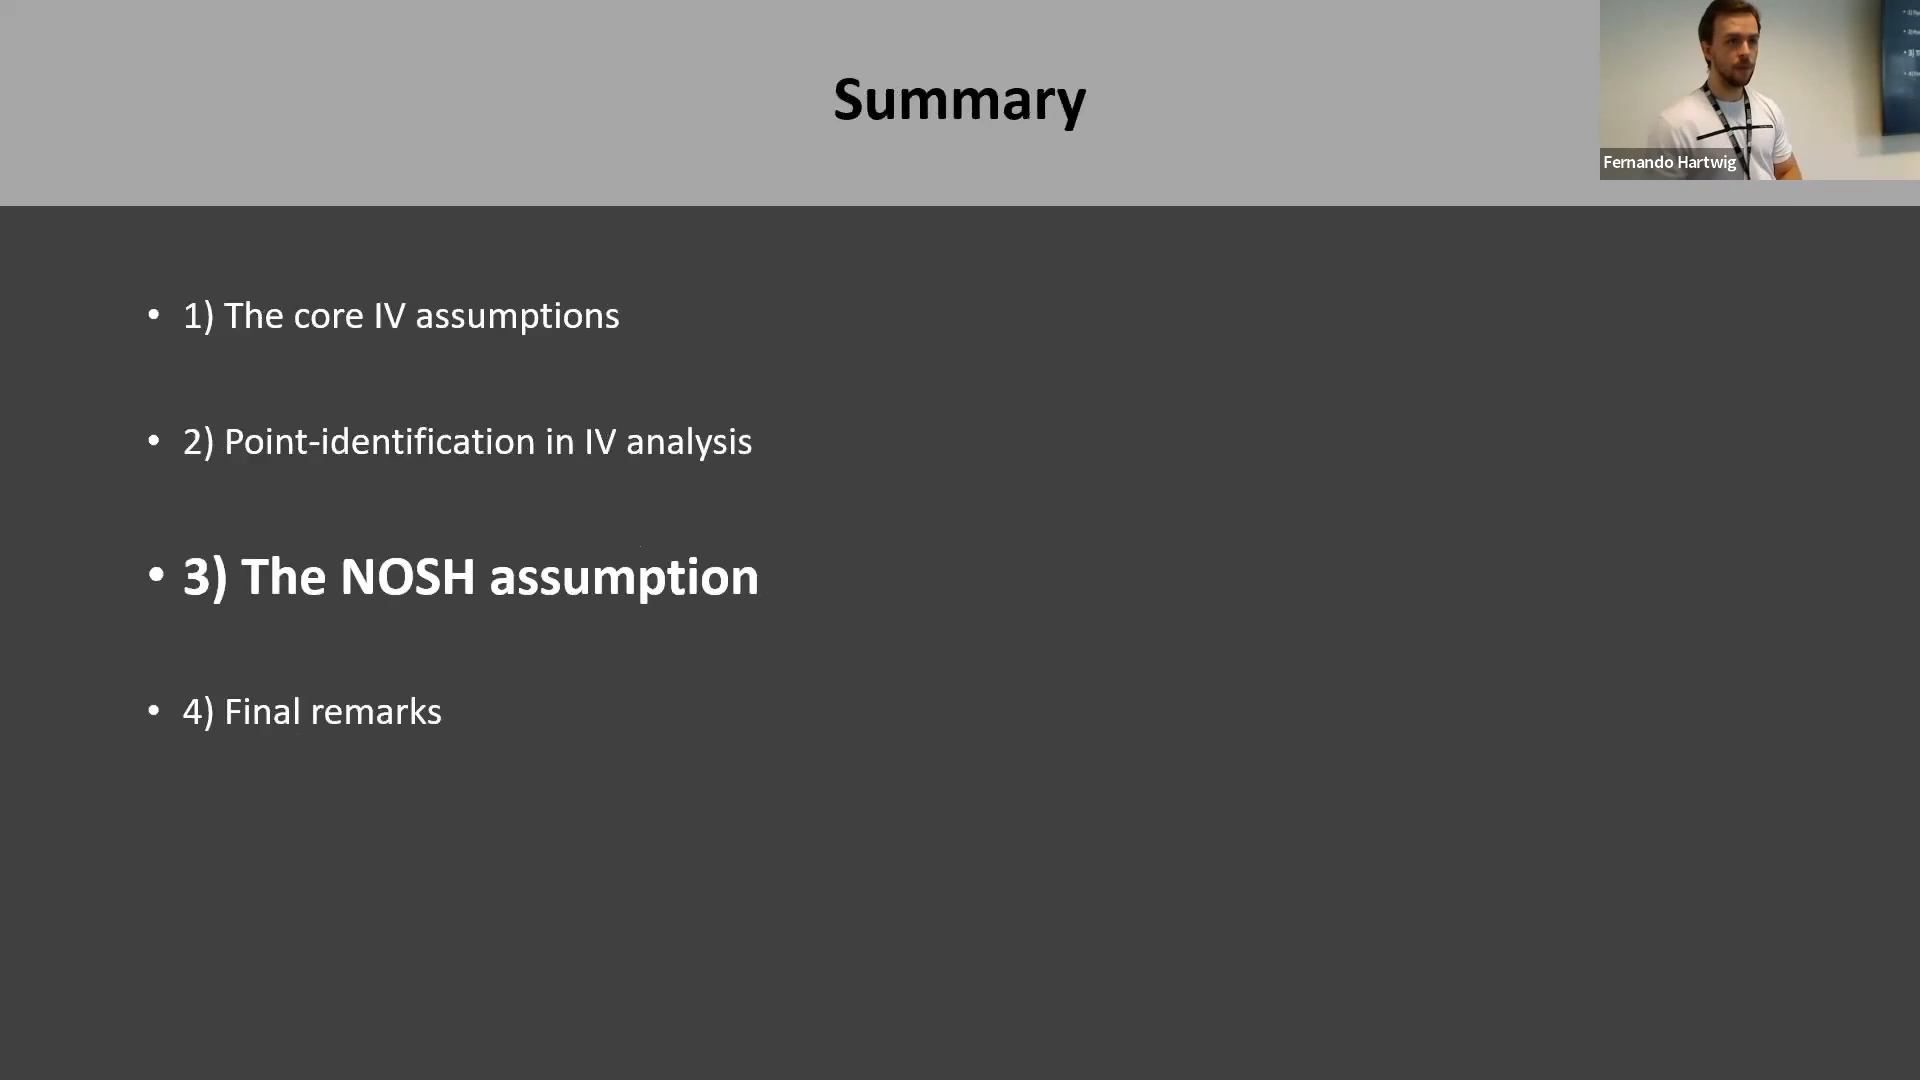 Summary
Fernando Hartwig
• 1) The core IV assumptions
• 2) Point-identification in IV analysis
• 3) The NOSH assumption
• 4) Final remarks